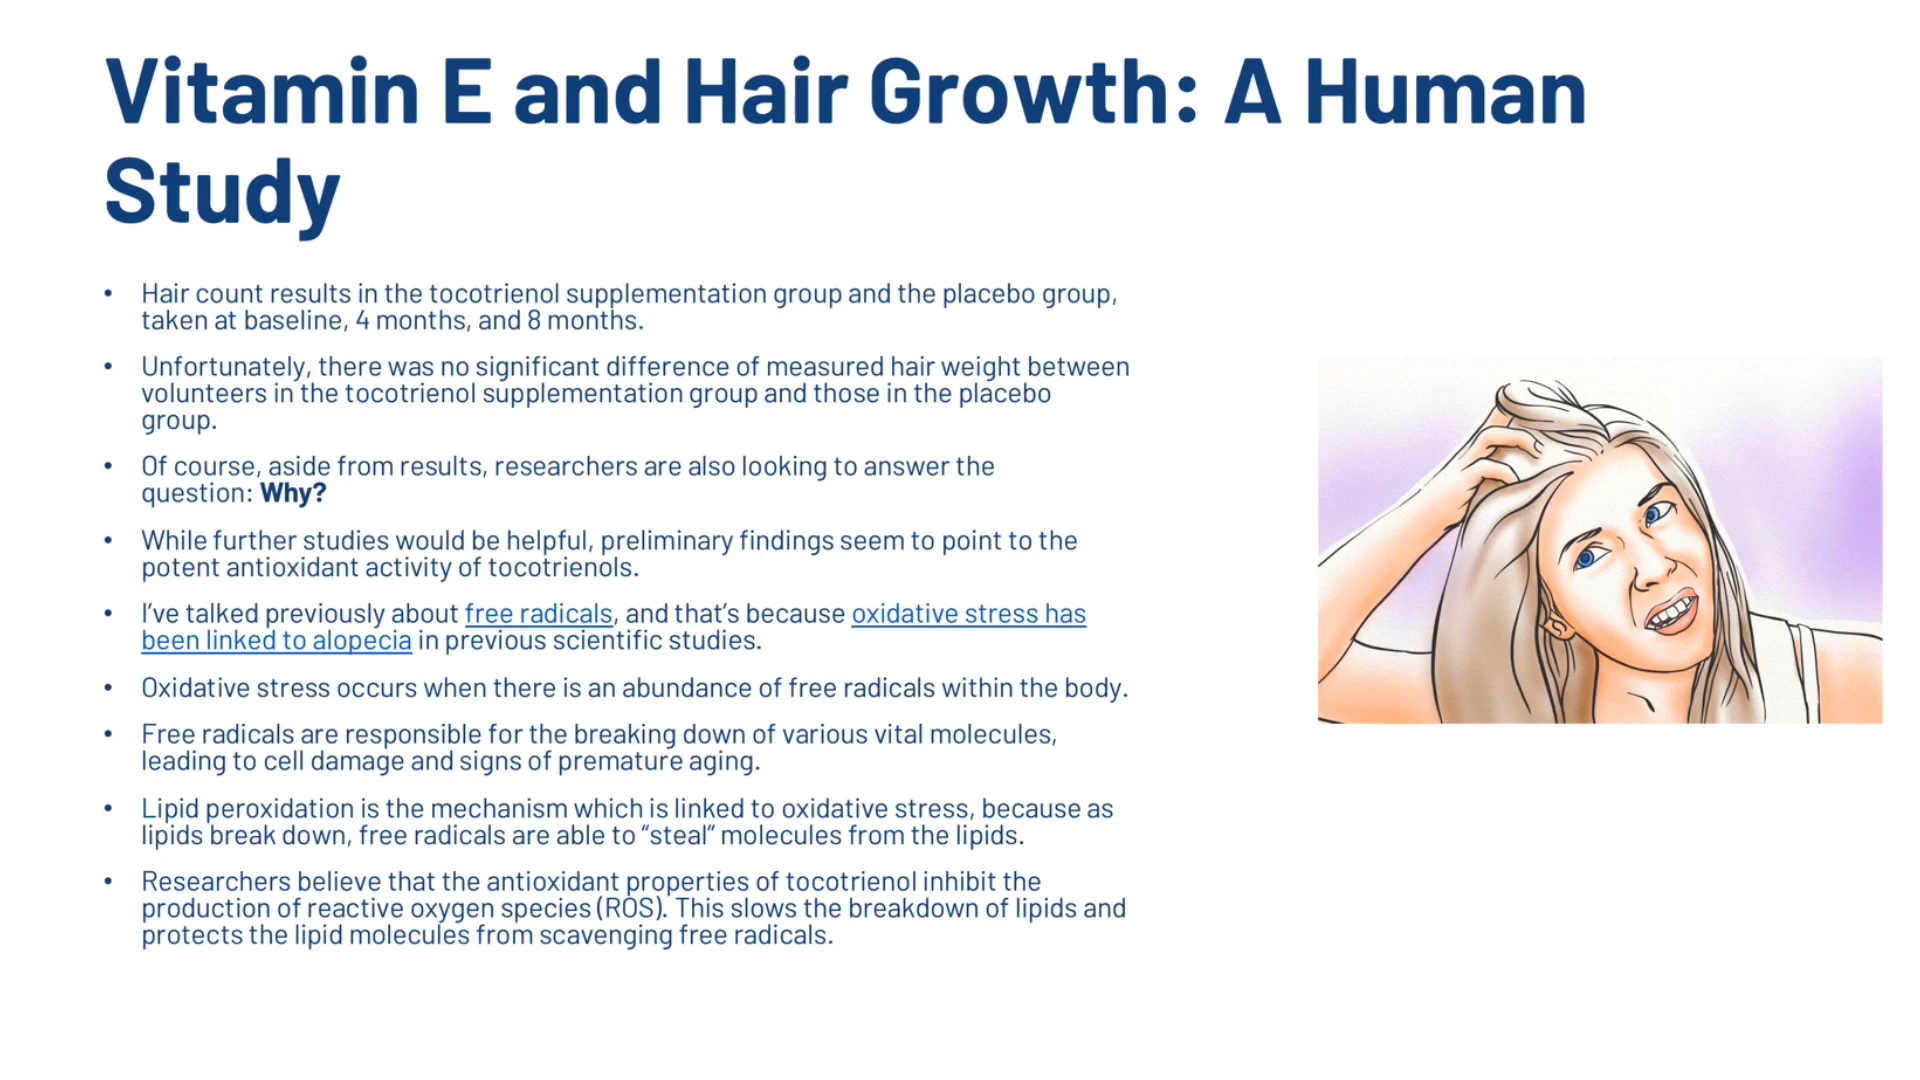 Vitamin E and Hair Growth: A Human
Study
• Hair count results in the tocotrienol supplementation group and the placebo group,
taken at baseline, 4 months, and 8 months.
• Unfortunately, there was no significant difference of measured hair weight between
volunteers in the tocotrienol supplementation group and those in the placebo
group.
• Of course, aside from results, researchers are also looking to answer the
question: Why?
• While further studies would be helpful, preliminary findings seem to point to the
potent antioxidant activity of tocotrienols.
• I’ve talked previously about free radicals, and that’s because oxidative stress has
been linked to alopecia in previous scientific studies.
• Oxidative stress occurs when there is an abundance of free radicals within the body.
• Free radicals are responsible for the breaking down of various vital molecules,
leading to cell damage and signs of premature aging.
• Lipid peroxidation is the mechanism which is linked to oxidative stress, because as
lipids break down, free radicals are able to “steal” molecules from the lipids.
• Researchers believe that the antioxidant properties of tocotrienol inhibit the
production of reactive oxygen species (ROS). This slows the breakdown of lipids and
protects the lipid molecules from scavenging free radicals.